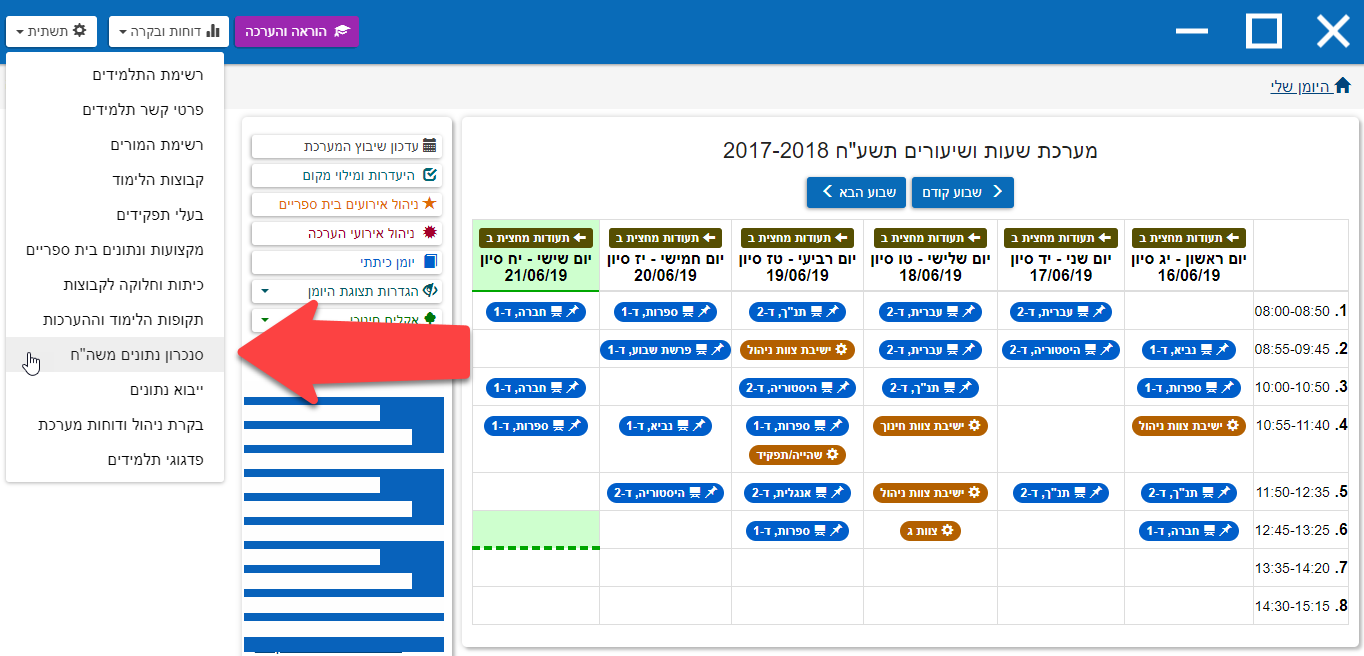 הוראה והערכה
דוחות ובקרה
תשתית
היומן שלי
מערכת שעות ושיעורים תשע"ח 2017-2018
שבוע קודם
שבוע הבא
תעודות מחצית ב
יום ראשון - יג סיון
16/06/19
תעודות מחצית ב
יום שני - יד סיון
17/06/19
תעודות מחצית ב
יום שלישי - טו סיון
18/06/19
תעודות מחצית ב
יום רביעי - טז סיון
19/06/19
תעודות מחצית ב
יום חמישי - יז סיון
20/06/19
תעודות מחצית ב
יום שישי - יח סיון
21/06/19
1. 08:00-08:50
עברית, ד-2
עברית, ד-2
תנ"ך, ד-2
ספרות, ד-1
חברה, ד-1
2. 08:55-09:45
נביא, ד-1
היסטוריה, ד-2
עברית, ד-2
ישיבת צוות ניהול
פרשת שבוע, ד-1
3. 10:00-10:50
ספרות, ד-1
תנ"ך, ד-2
היסטוריה, ד-2
חברה, ד-1
4. 10:55-11:40
ישיבת צוות ניהול
ישיבת צוות חינוך
ספרות, ד-1
שהייה/תפקיד
נביא, ד-1
ספרות, ד-1
5. 11:50-12:35
תנ"ך, ד-2
תנ"ך, ד-2
ישיבת צוות ניהול
אנגלית, ד-2
היסטוריה, ד-2
6. 12:45-13:25
חברה, ד-1
צוות ג
ספרות, ד-1
7. 13:35-14:20
8. 14:30-15:15
עדכון שיבוץ המערכת
היעדרות ומילוי מקום
ניהול אירועים בית ספריים
ניהול אירועי הערכה
יומן כיתתי
הגדרות תצוגת היומן
אקלים חינוכי
רשימת התלמידים
פרטי קשר תלמידים
רשימת המורים
קבוצות הלימוד
בעלי תפקידים
מקצועות ונתונים בית ספריים
כיתות וחלוקה לקבוצות
תקופות הלימוד וההערכות
סנכרון נתונים משה"ח
ייבוא נתונים
בקרת ניהול ודוחות מערכת
פדגוגי תלמידים